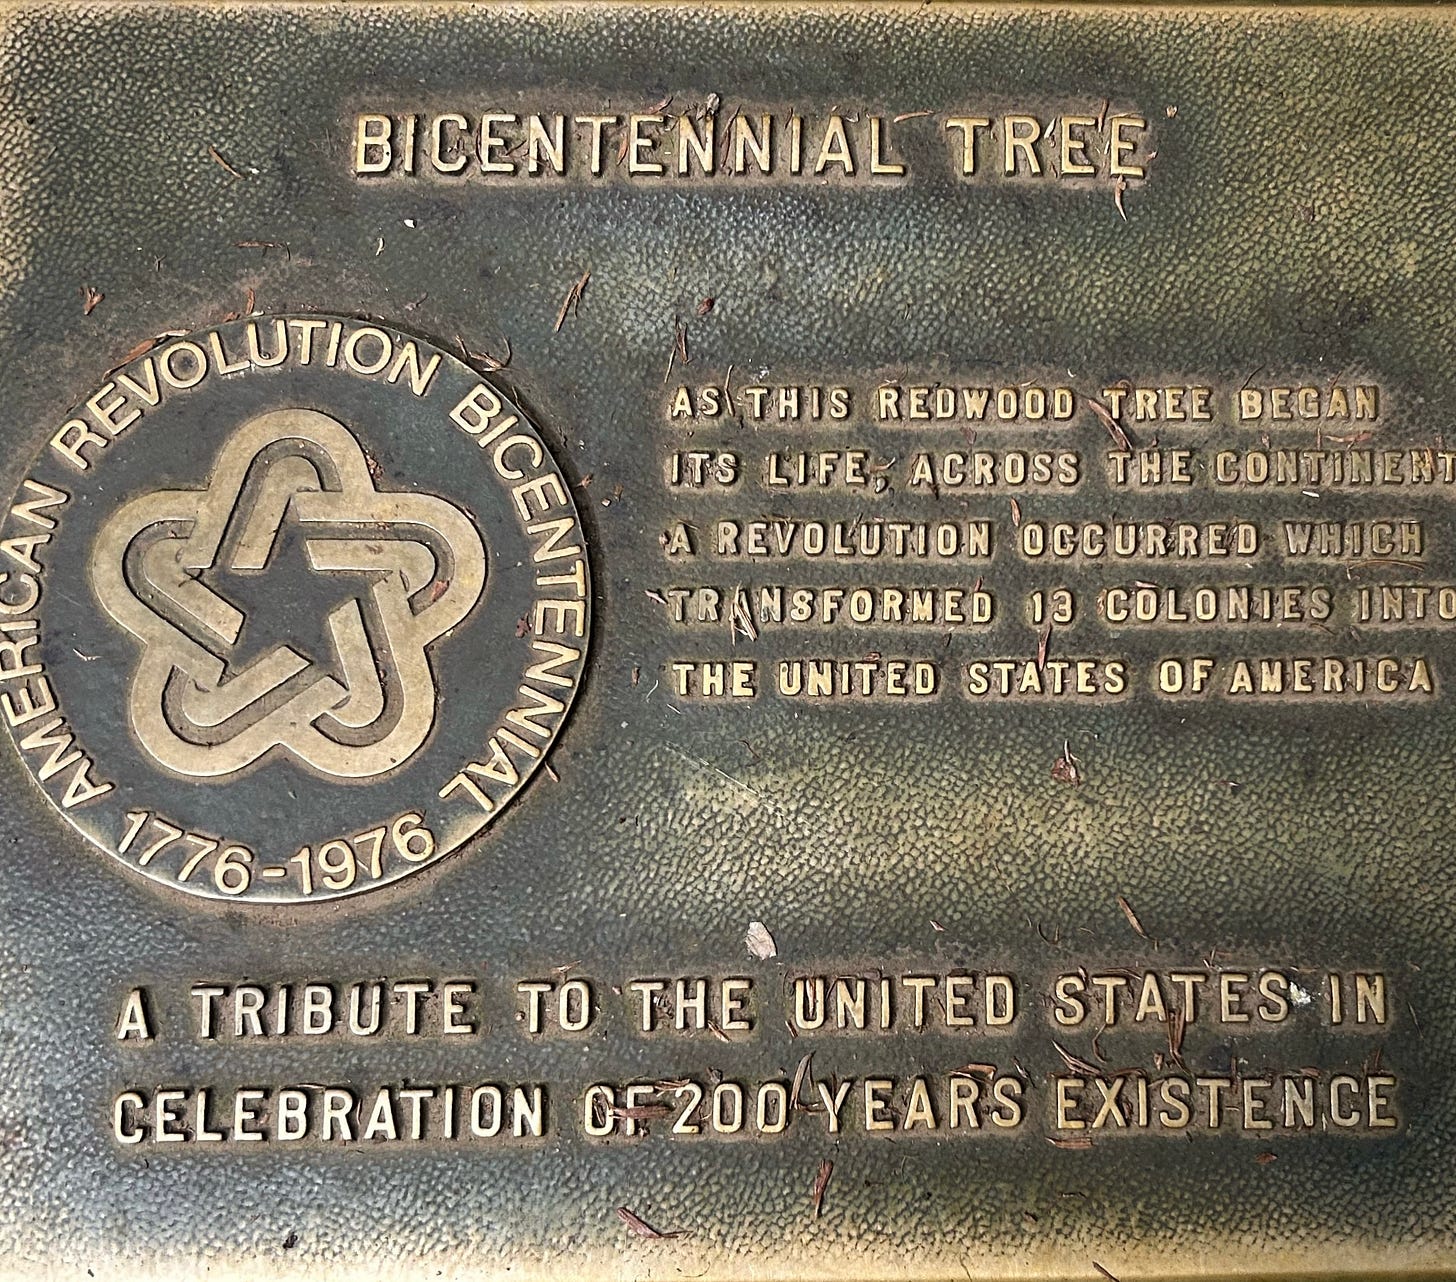 BICENTENNIAL TREE
AMERICAN REVOLUTION BICENTENNIAL
1776-1976
AS THIS REDWOOD TREE BEGAN
ITS LIFE, ACROSS THE CONTINENT
A REVOLUTION OCCURRED WHICH
TRANSFORMED 13 COLONIES INTO
THE UNITED STATES OF AMERICA
A TRIBUTE TO THE UNITED STATES IN
CELEBRATION OF 200 YEARS EXISTENCE